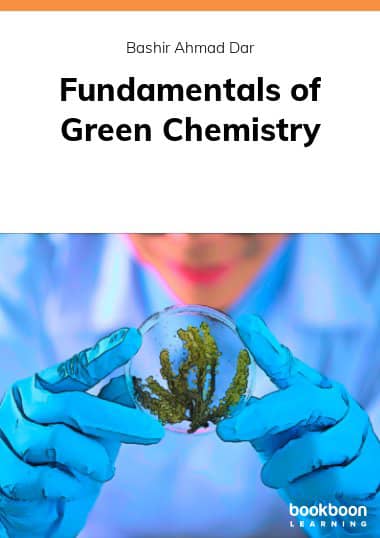 Bashir Ahmad Dar
Fundamentals of
Green Chemistry
bookboon
LEARNING